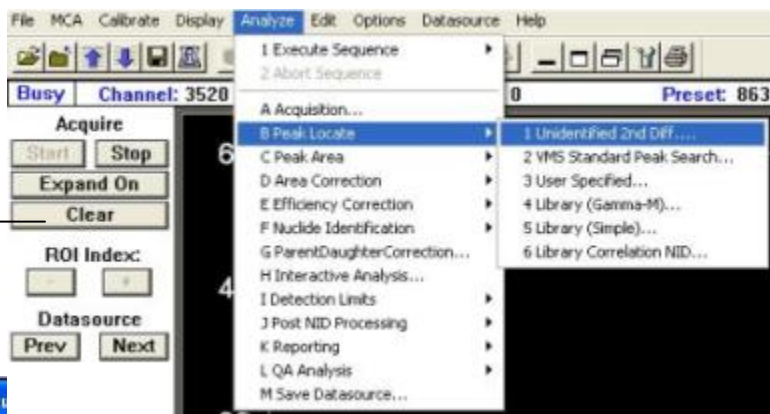 File MCA Calibrate Display Analyze Edit Options Datasource Help
1 Execute Sequence
2 Abort Sequence
Busy Channel: 3520 0 Preset: 863
A Acquisition...
Acquire
B Peak Locate
1 Unidentified 2nd Diff....
Start Stop
6
C Peak Area
2 VMS Standard Peak Search...
Expand On
D Area Correction
3 User Specified...
Clear
E Efficiency Correction
4 Library (Gamma-M)...
F Nuclide Identification
5 Library (Simple)...
ROI Index:
G ParentDaughterCorrection...
6 Library Correlation NID...
- +
4
H Interactive Analysis...
I Detection Limits
Datasource
J Post NID Processing
Prev Next
K Reporting
L QA Analysis
M Save Datasource...